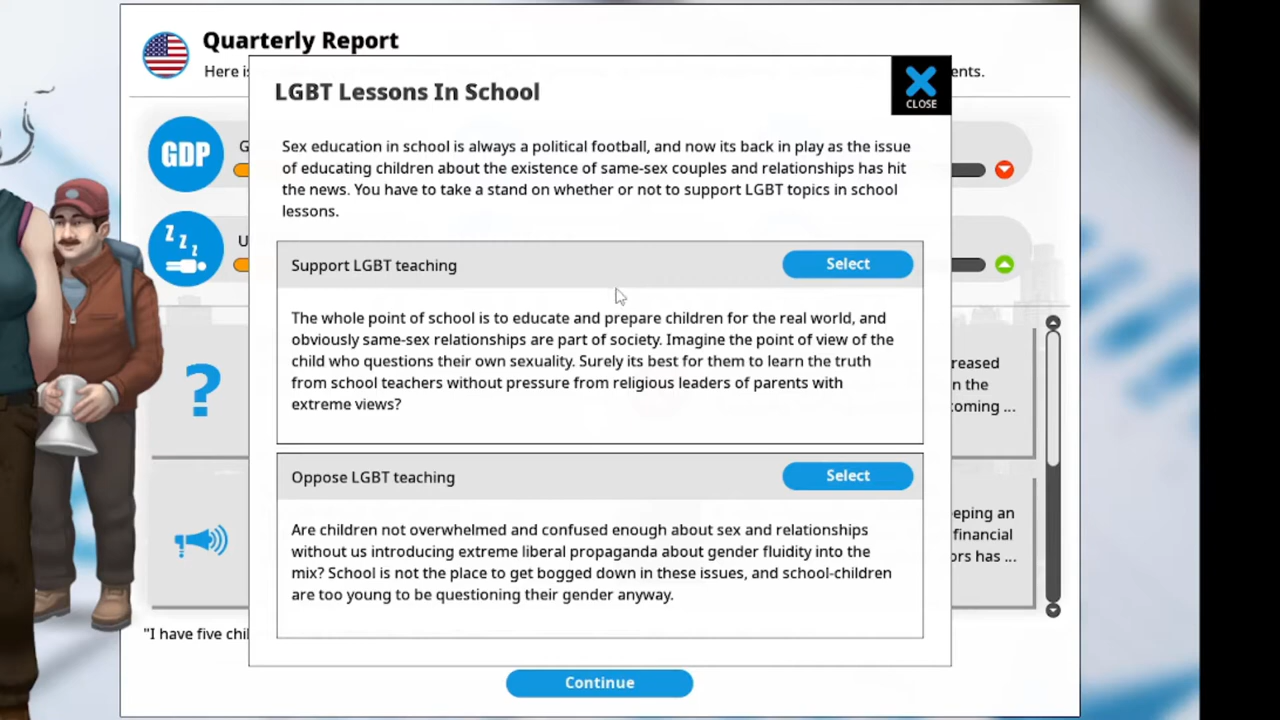 Quarterly Report
Here is
ents.
LGBT Lessons In School
CLOSE
Sex education in school is always a political football, and now its back in play as the issue
of educating children about the existence of same-sex couples and relationships has hit
the news. You have to take a stand on whether or not to support LGBT topics in school
lessons.
GDP
G
Z Z Z
U
Support LGBT teaching
Select
The whole point of school is to educate and prepare children for the real world, and
obviously same-sex relationships are part of society. Imagine the point of view of the
child who questions their own sexuality. Surely its best for them to learn the truth
from school teachers without pressure from religious leaders of parents with
extreme views?
?
reased
n the
oming ...
Oppose LGBT teaching
Select
Are children not overwhelmed and confused enough about sex and relationships
without us introducing extreme liberal propaganda about gender fluidity into the
mix? School is not the place to get bogged down in these issues, and school-children
are too young to be questioning their gender anyway.
eping an
financial
ors has ...
"I have five chil
Continue